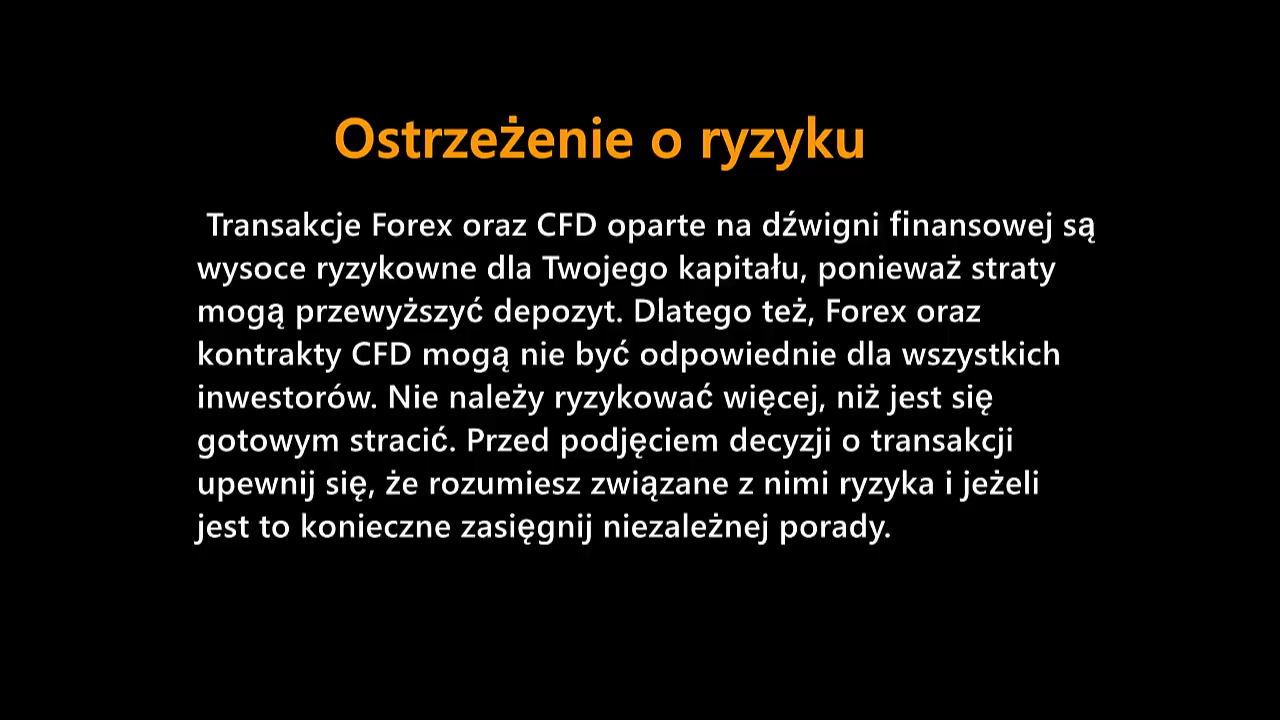 Ostrzeżenie o ryzyku
Transakcje Forex oraz CFD oparte na dźwigni finansowej są
wysoce ryzykowne dla Twojego kapitału, ponieważ straty
mogą przewyższyć depozyt. Dlatego też, Forex oraz
kontrakty CFD mogą nie być odpowiednie dla wszystkich
inwestorów. Nie należy ryzykować więcej, niż jest się
gotowym stracić. Przed podjęciem decyzji o transakcji
upewnij się, że rozumiesz związane z nimi ryzyka i jeżeli
jest to konieczne zasięgnij niezależnej porady.